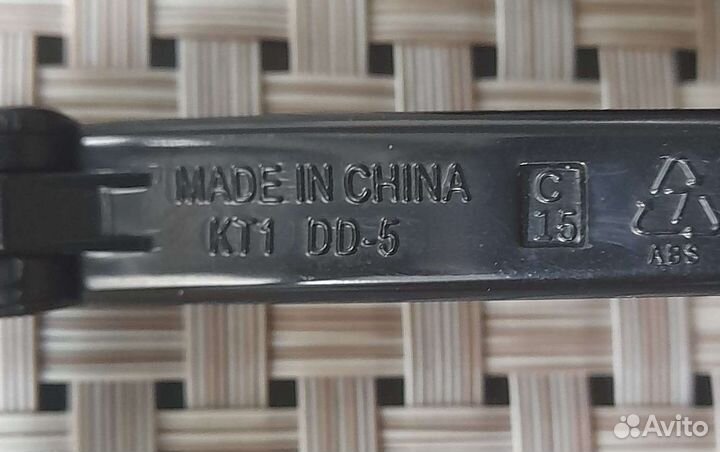 MADE IN CHINA
KT1 DD-5
C
15
ABS
Avito